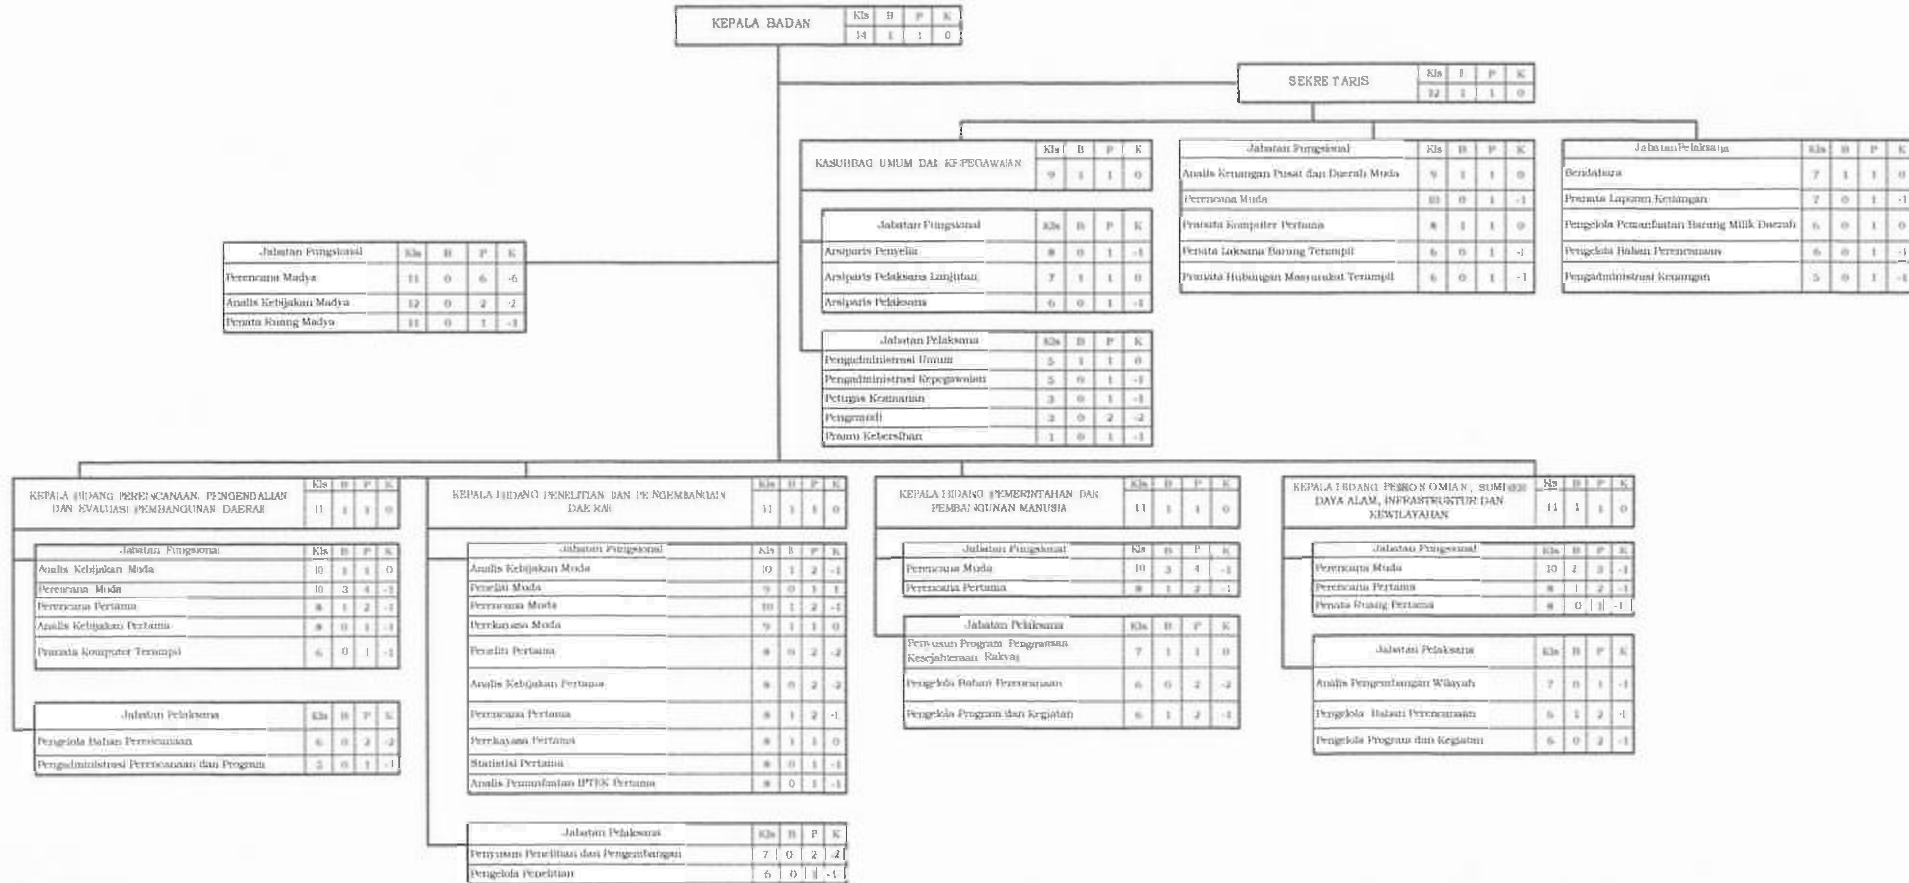 KEPALA BADAN
Kls B P K
14 1 1 0
SEKRETARIS
Kls B P K
12 1 1 0
KASUBBAG UMUM DAN KEPEGAWAIAN
Kls B P K
9 1 1 0
Jabatan Fungsional Kls B P K
Arsiparis Penyelia 8 0 1 -1
Arsiparis Pelaksana Lanjutan 7 1 1 0
Arsiparis Pelaksana 6 0 1 -1
Jabatan Pelaksana Kls B P K
Pengadministrasi Umum 5 1 1 0
Pengadministrasi Kepegawaian 5 0 1 -1
Petugas Keamanan 3 0 1 -1
Pengemudi 3 0 2 -2
Pramu Kebersihan 1 0 1 -1
Jabatan Fungsional Kls B P K
Analis Keuangan Pusat dan Daerah Muda 9 1 1 0
Perencana Muda 10 0 1 -1
Pranata Komputer Pertama 8 1 1 0
Penata Laksana Barang Terampil 6 0 1 -1
Pranata Hubungan Masyarakat Terampil 6 0 1 -1
Jabatan Pelaksana Kls B P K
Bendahara 7 1 1 0
Pranata Laporan Keuangan 7 0 1 -1
Pengelola Pemanfaatan Barang Milik Daerah 6 0 1 0
Pengelola Bahan Perencanaan 6 0 1 -1
Pengadministrasi Keuangan 5 0 1 -1
Jabatan Fungsional Kls B P K
Perencana Madya 11 0 6 -6
Analis Kebijakan Madya 12 0 2 -2
Penata Ruang Madya 11 0 1 -1
KEPALA BIDANG PERENCANAAN, PENGENDALIAN
DAN EVALUASI PEMBANGUNAN DAERAH
Kls B P K
11 1 1 0
Jabatan Fungsional Kls B P K
Analis Kebijakan Muda 10 1 1 0
Perencana Muda 10 3 4 -1
Perencana Pertama 8 1 2 -1
Analis Kebijakan Pertama 8 0 1 -1
Pranata Komputer Terampil 6 0 1 -1
Jabatan Pelaksana Kls B P K
Pengelola Bahan Perencanaan 6 0 2 -2
Pengadministrasi Perencanaan dan Program 5 0 1 -1
KEPALA BIDANG PENELITIAN DAN PENGEMBANGAN
DAERAH
Kls B P K
11 1 1 0
Jabatan Fungsional Kls B P K
Analis Kebijakan Muda 10 1 2 -1
Peneliti Muda 9 0 1 1
Perencana Muda 10 1 2 -1
Perekayasa Muda 9 1 1 0
Peneliti Pertama 8 0 2 -2
Analis Kebijakan Pertama 8 0 2 -2
Perencana Pertama 8 1 2 -1
Perekayasa Pertama 8 1 1 0
Statistisi Pertama 8 0 1 -1
Analis Pemanfaatan IPTEK Pertama 8 0 1 -1
Jabatan Pelaksana Kls B P K
Penyusun Penelitian dan Pengembangan 7 0 2 -2
Pengelola Penelitian 6 0 1 -1
KEPALA BIDANG PEMERINTAHAN DAN
PEMBANGUNAN MANUSIA
Kls B P K
11 1 1 0
Jabatan Fungsional Kls B P K
Perencana Muda 10 3 4 -1
Perencana Pertama 8 1 2 -1
Jabatan Pelaksana Kls B P K
Penyusun Program Penganggaran
Kesejahteraan Rakyat 7 1 1 0
Pengelola Bahan Perencanaan 6 0 2 -2
Pengelola Program dan Kegiatan 6 1 2 -1
KEPALA BIDANG PEREKONOMIAN, SUMBER
DAYA ALAM, INFRASTRUKTUR DAN
KEWILAYAHAN
Kls B P K
11 1 1 0
Jabatan Fungsional Kls B P K
Perencana Muda 10 2 3 -1
Perencana Pertama 8 1 2 -1
Penata Ruang Pertama 8 0 1 -1
Jabatan Pelaksana Kls B P K
Analis Pengembangan Wilayah 7 0 1 -1
Pengelola Bahan Perencanaan 6 1 2 -1
Pengelola Program dan Kegiatan 6 0 2 -1